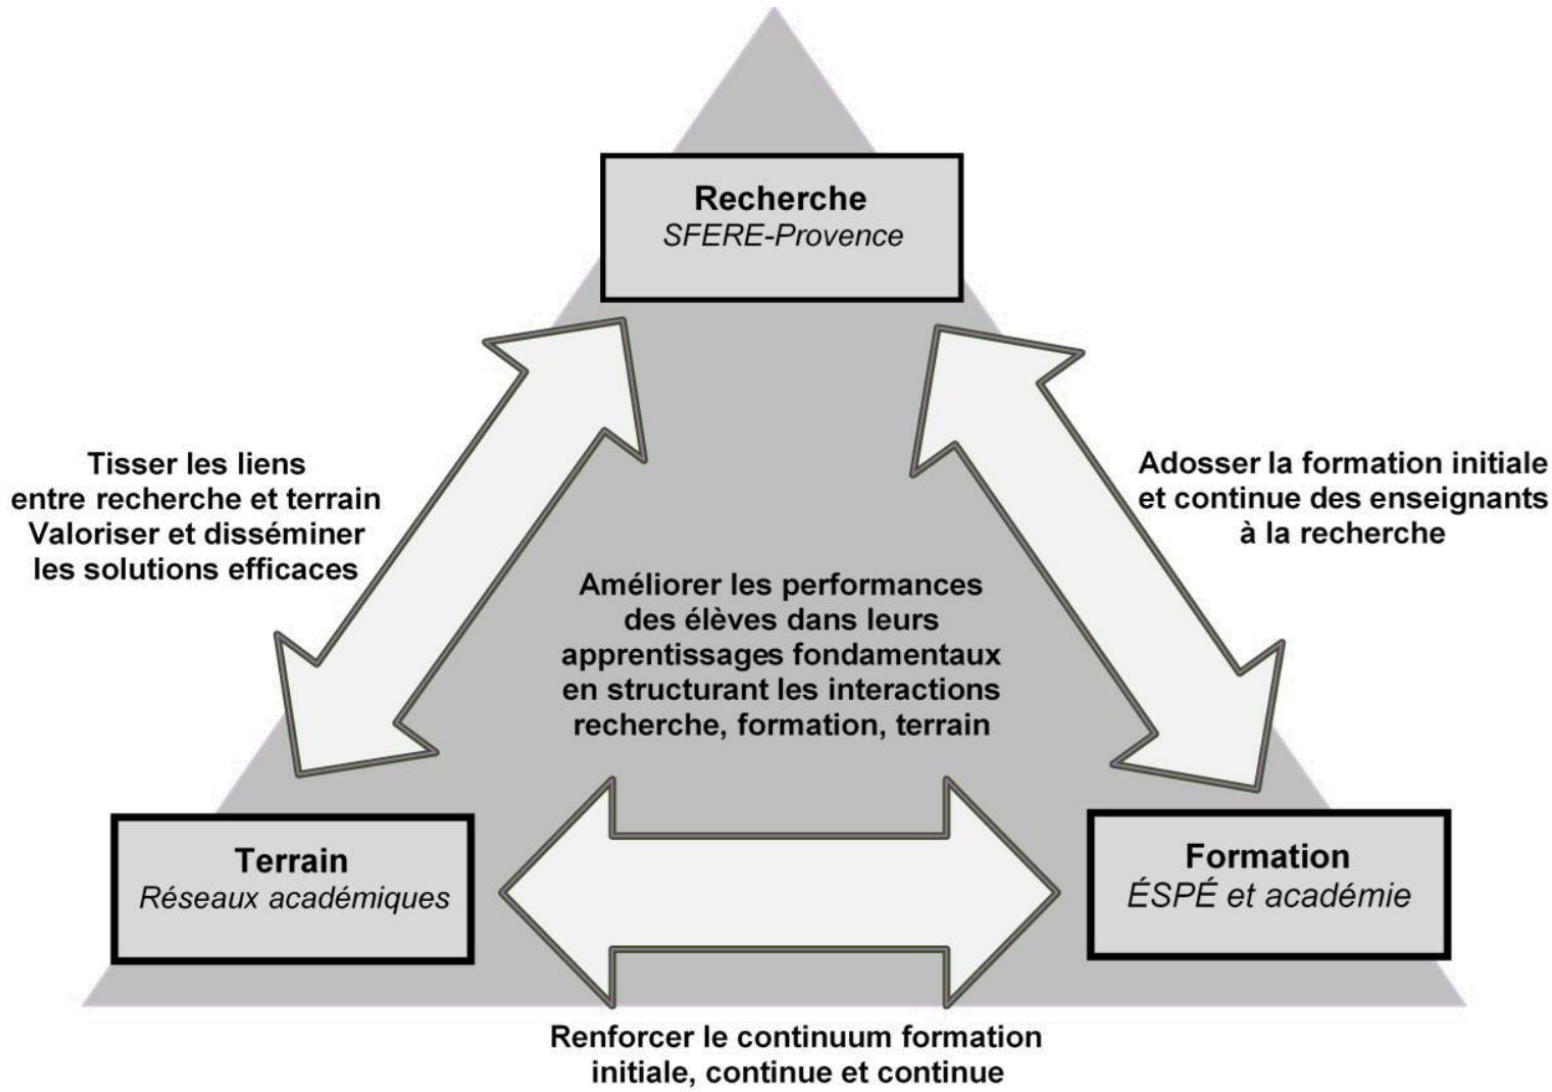 Recherche
SFERE-Provence
Tisser les liens
entre recherche et terrain
Valoriser et disséminer
les solutions efficaces
Adosser la formation initiale
et continue des enseignants
à la recherche
Améliorer les performances
des élèves dans leurs
apprentissages fondamentaux
en structurant les interactions
recherche, formation, terrain
Terrain
Réseaux académiques
Formation
ÉSPÉ et académie
Renforcer le continuum formation
initiale, continue et continue